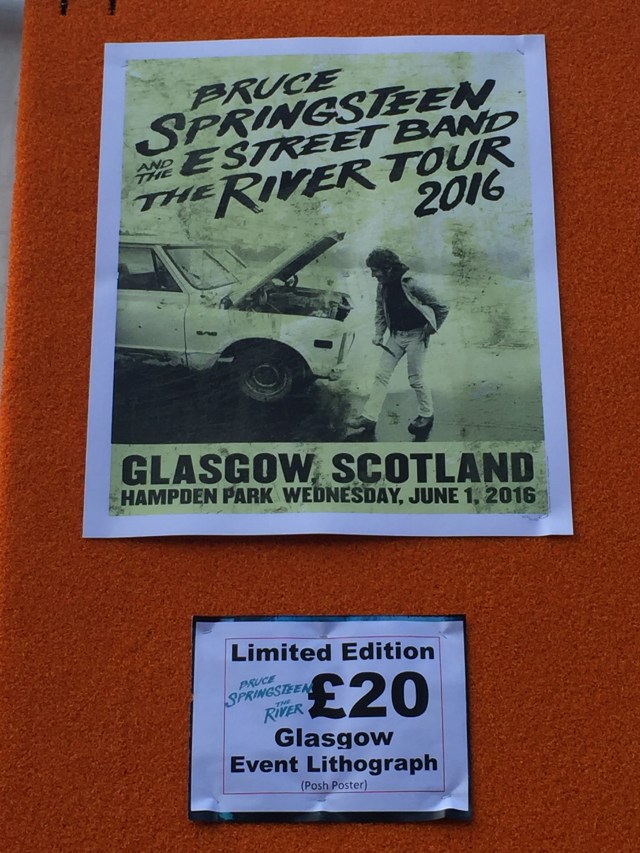 BRUCE
SPRINGSTEEN
AND THE E STREET BAND
THE RIVER TOUR
2016
GLASGOW SCOTLAND
HAMPDEN PARK WEDNESDAY, JUNE 1, 2016
Limited Edition
BRUCE
SPRINGSTEEN
THE
RIVER
£20
Glasgow
Event Lithograph
(Posh Poster)